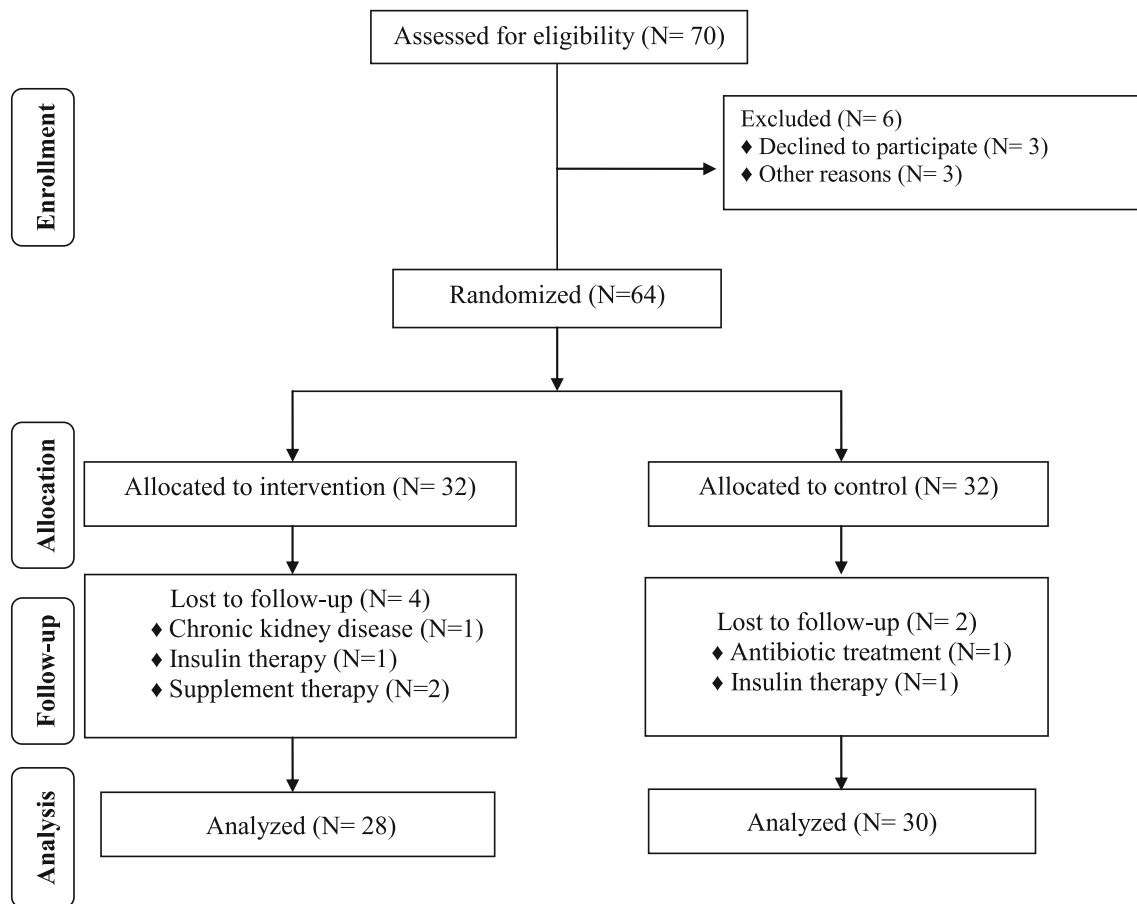 Assessed for eligibility (N= 70)
Enrollment
Excluded (N= 6)
♦ Declined to participate (N= 3)
♦ Other reasons (N= 3)
Randomized (N=64)
Allocation
Allocated to intervention (N= 32)
Allocated to control (N= 32)
Follow-up
Lost to follow-up (N= 4)
♦ Chronic kidney disease (N=1)
♦ Insulin therapy (N=1)
♦ Supplement therapy (N=2)
Lost to follow-up (N= 2)
♦ Antibiotic treatment (N=1)
♦ Insulin therapy (N=1)
Analysis
Analyzed (N= 28)
Analyzed (N= 30)